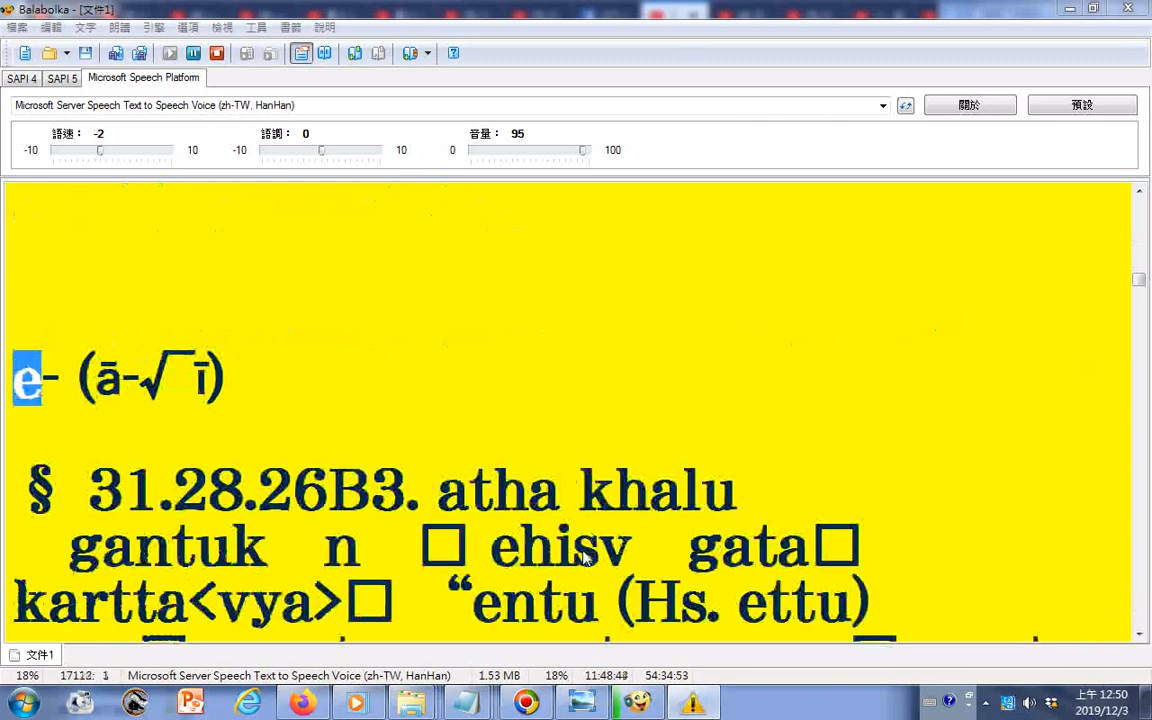 Balabolka - [文件1]
檔案 編輯 文字 朗讀 引擎 選項 檢視 工具 書籤 說明
SAPI 4 SAPI 5 Microsoft Speech Platform
Microsoft Server Speech Text to Speech Voice (zh-TW, HanHan)
關於 預設
語速： -2 語調： 0 音量： 95
-10 10 -10 10 0 100
e- (ā-√ ī)
§ 31.28.26B3. atha khalu
gantuk n □ ehisv gata□
kartta<vya>□ “entu (Hs. ettu)
文件1
18% 17112: 1 Microsoft Server Speech Text to Speech Voice (zh-TW, HanHan) 1.53 MB 18% 11:48:48 54:34:53
上午 12:50
2019/12/3